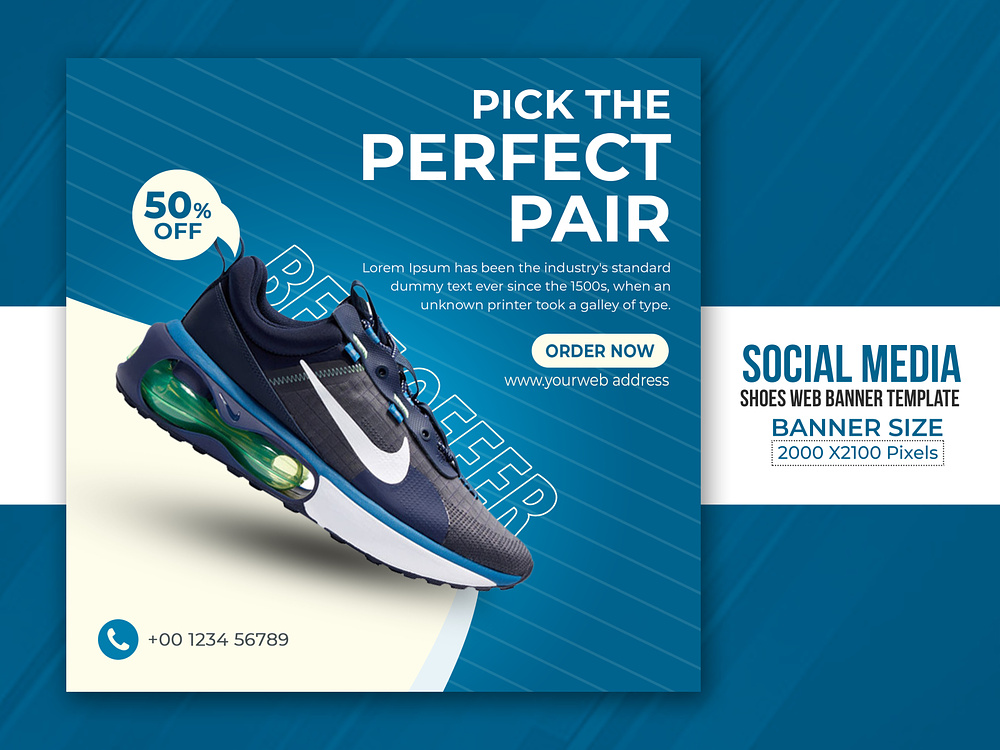 PICK THE
PERFECT
PAIR
50%
OFF
Lorem Ipsum has been the industry's standard
dummy text ever since the 1500s, when an
unknown printer took a galley of type.
ORDER NOW
www.yourweb address
OFFER
+00 1234 56789
SOCIAL MEDIA
SHOES WEB BANNER TEMPLATE
BANNER SIZE
2000 X2100 Pixels